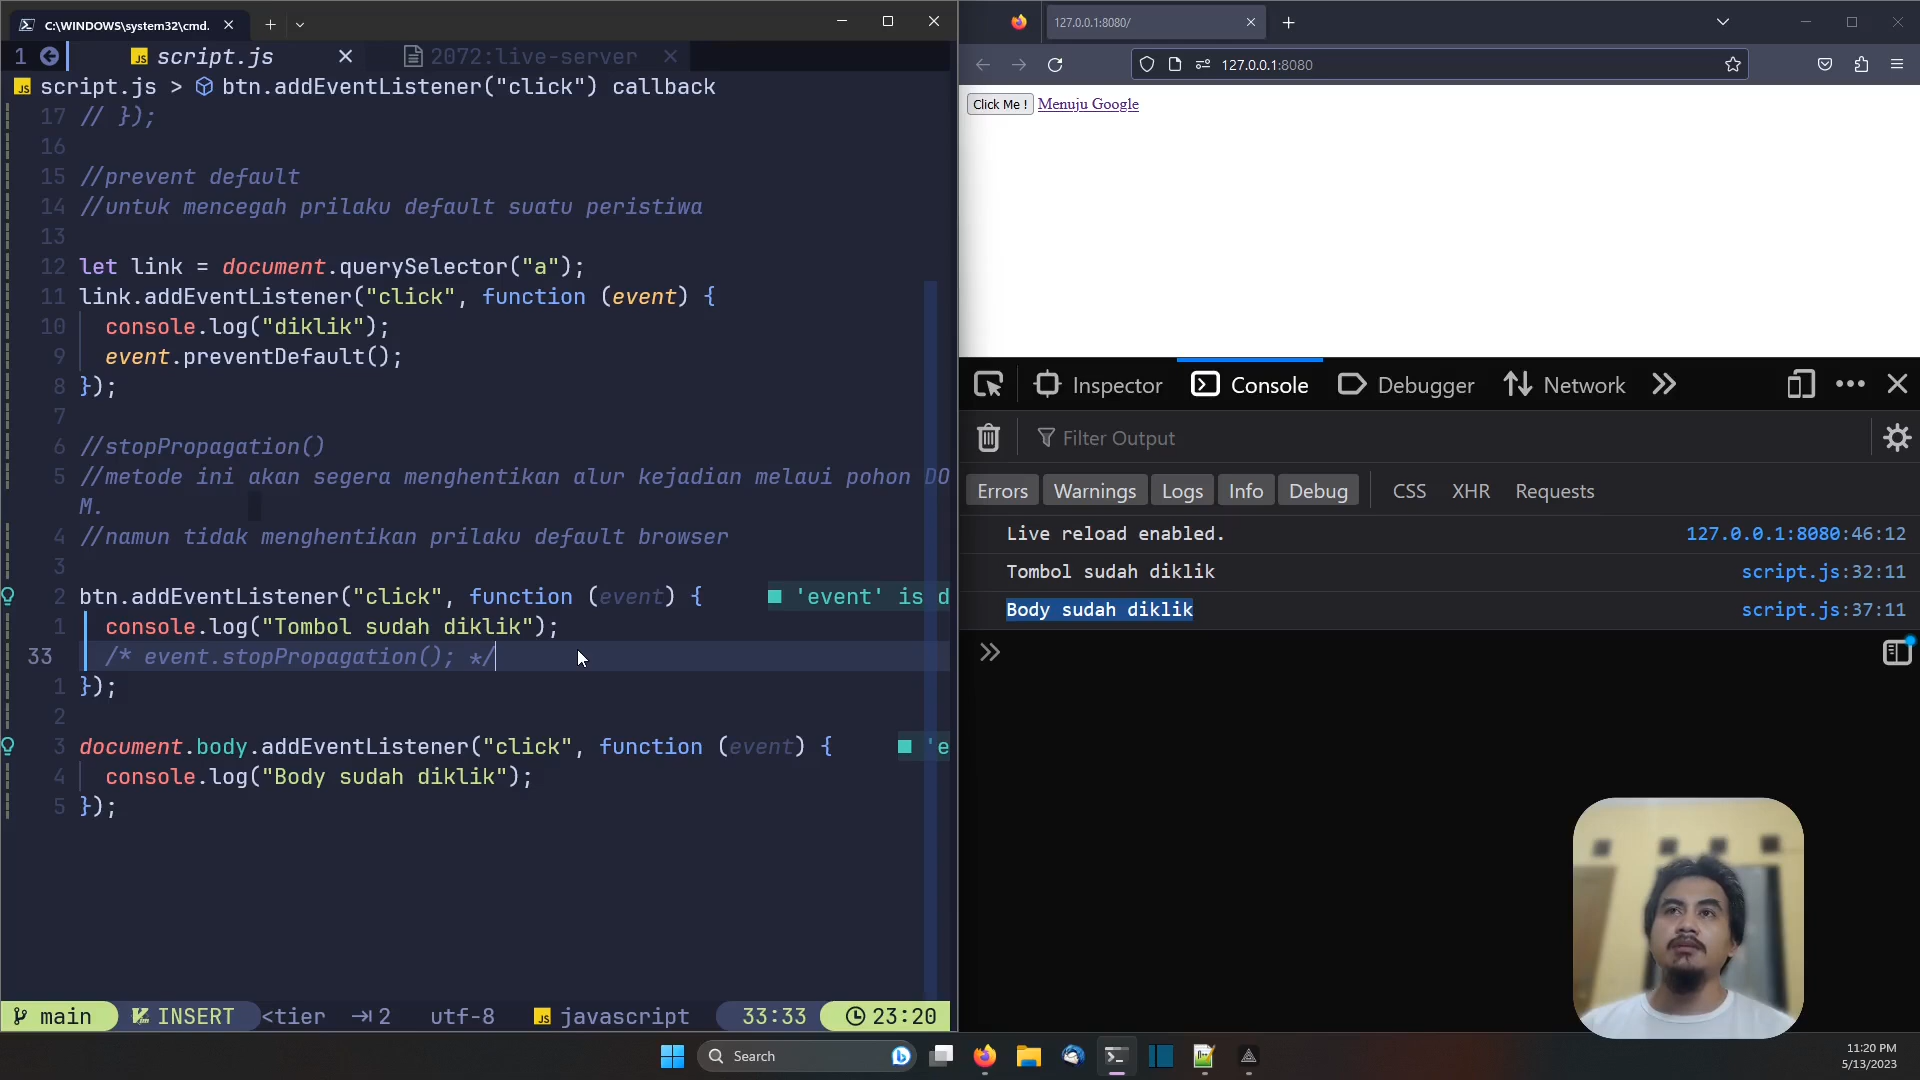 C:\WINDOWS\system32\cmd.
1 script.js 2072:live-server
script.js > btn.addEventListener("click") callback
17 // });
16
15 //prevent default
14 //untuk mencegah prilaku default suatu peristiwa
13
12 let link = document.querySelector("a");
11 link.addEventListener("click", function (event) {
10 console.log("diklik");
9 event.preventDefault();
8 });
7
6 //stopPropagation()
5 //metode ini akan segera menghentikan alur kejadian melaui pohon DO
M.
4 //namun tidak menghentikan prilaku default browser
3
2 btn.addEventListener("click", function (event) { ■ 'event' is d
1 console.log("Tombol sudah diklik");
33 /* event.stopPropagation(); */
1 });
2
3 document.body.addEventListener("click", function (event) { ■ 'e
4 console.log("Body sudah diklik");
5 });
main INSERT <tier 2 utf-8 javascript 33:33 23:20
127.0.0.1:8080/
127.0.0.1:8080
Click Me ! Menuju Google
Inspector Console Debugger Network
Filter Output
Errors Warnings Logs Info Debug CSS XHR Requests
Live reload enabled. 127.0.0.1:8080:46:12
Tombol sudah diklik script.js:32:11
Body sudah diklik script.js:37:11
Search
11:20 PM
5/13/2023